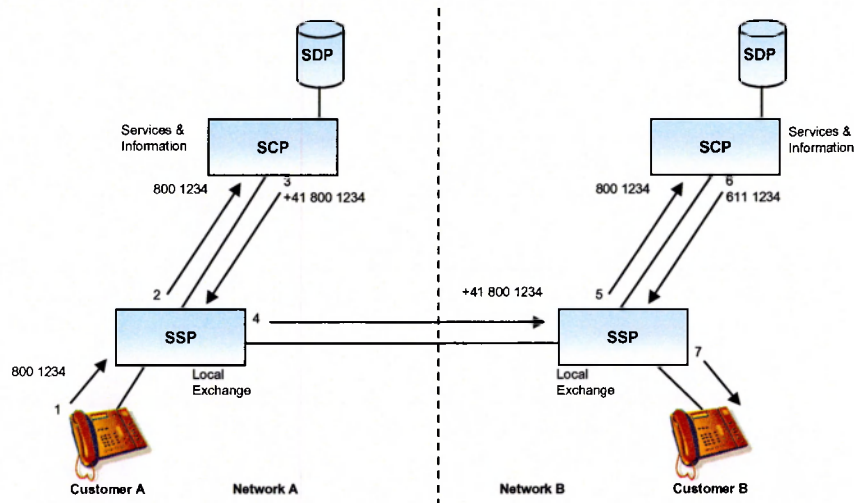 SDP
SDP
Services &
Information
SCP
SCP
Services &
Information
800 1234
3
+41 800 1234
800 1234
6
611 1234
2
4
+41 800 1234
5
SSP
SSP
7
800 1234
1
Local
Exchange
Local
Exchange
Customer A
Network A
Network B
Customer B